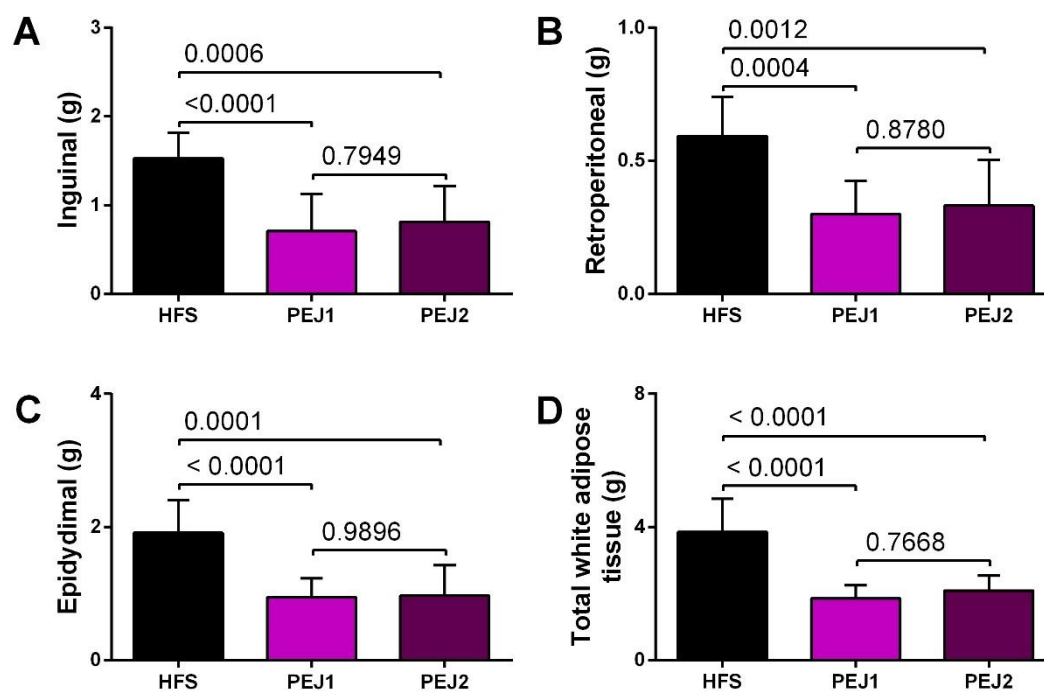 A
Inguinal (g)
3
2
1
0
0.0006
<0.0001
0.7949
HFS PEJ1 PEJ2
B
Retroperitoneal (g)
1.0
0.5
0.0
0.0012
0.0004
0.8780
HFS PEJ1 PEJ2
C
Epidydimal (g)
4
2
0
0.0001
< 0.0001
0.9896
HFS PEJ1 PEJ2
D
Total white adipose
tissue (g)
8
4
0
< 0.0001
< 0.0001
0.7668
HFS PEJ1 PEJ2